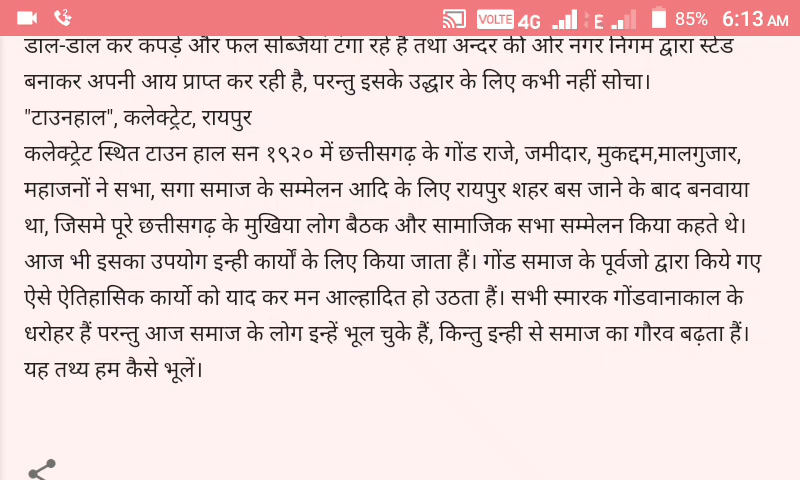 2
VOLTE 4G E 85% 6:13 AM
डाल-डाल कर कपड़े और फल सब्जियां टंगा रहे है तथा अन्दर की ओर नगर निगम द्वारा स्टेंड
बनाकर अपनी आय प्राप्त कर रही है, परन्तु इसके उद्धार के लिए कभी नहीं सोचा।
"टाउनहाल", कलेक्ट्रेट, रायपुर
कलेक्ट्रेट स्थित टाउन हाल सन १९२० में छत्तीसगढ़ के गोंड राजे, जमीदार, मुकद्दम,मालगुजार,
महाजनों ने सभा, सगा समाज के सम्मेलन आदि के लिए रायपुर शहर बस जाने के बाद बनवाया
था, जिसमे पूरे छत्तीसगढ़ के मुखिया लोग बैठक और सामाजिक सभा सम्मेलन किया कहते थे।
आज भी इसका उपयोग इन्ही कार्यों के लिए किया जाता हैं। गोंड समाज के पूर्वजो द्वारा किये गए
ऐसे ऐतिहासिक कार्यो को याद कर मन आल्हादित हो उठता हैं। सभी स्मारक गोंडवानाकाल के
धरोहर हैं परन्तु आज समाज के लोग इन्हें भूल चुके हैं, किन्तु इन्ही से समाज का गौरव बढ़ता हैं।
यह तथ्य हम कैसे भूलें।